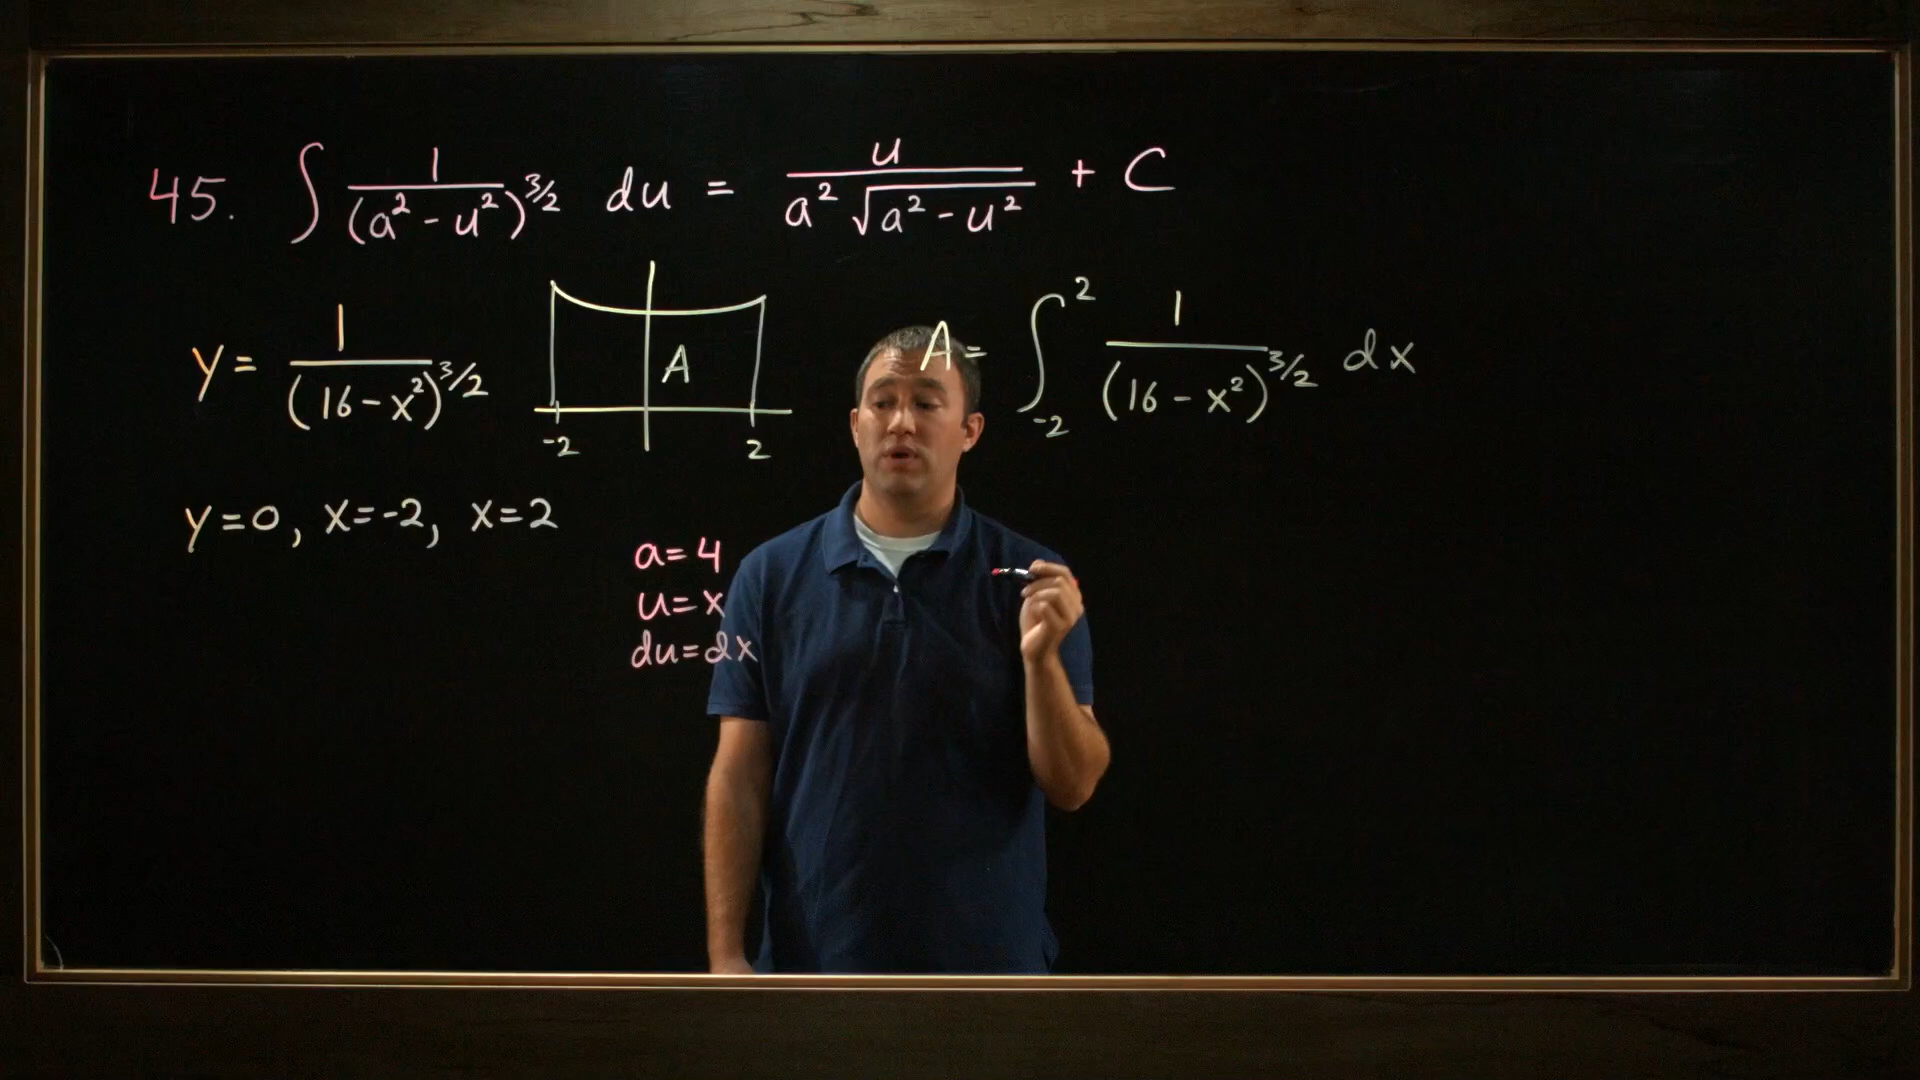 45. ∫ 1/(a² - u²)^3/2 du = u/(a² √(a² - u²)) + C
y = 1/(16 - x²)^3/2
A
-2 2
A = ∫_-2^2 1/(16 - x²)^3/2 dx
y=0, x=-2, x=2
a=4
u=x
du=dx